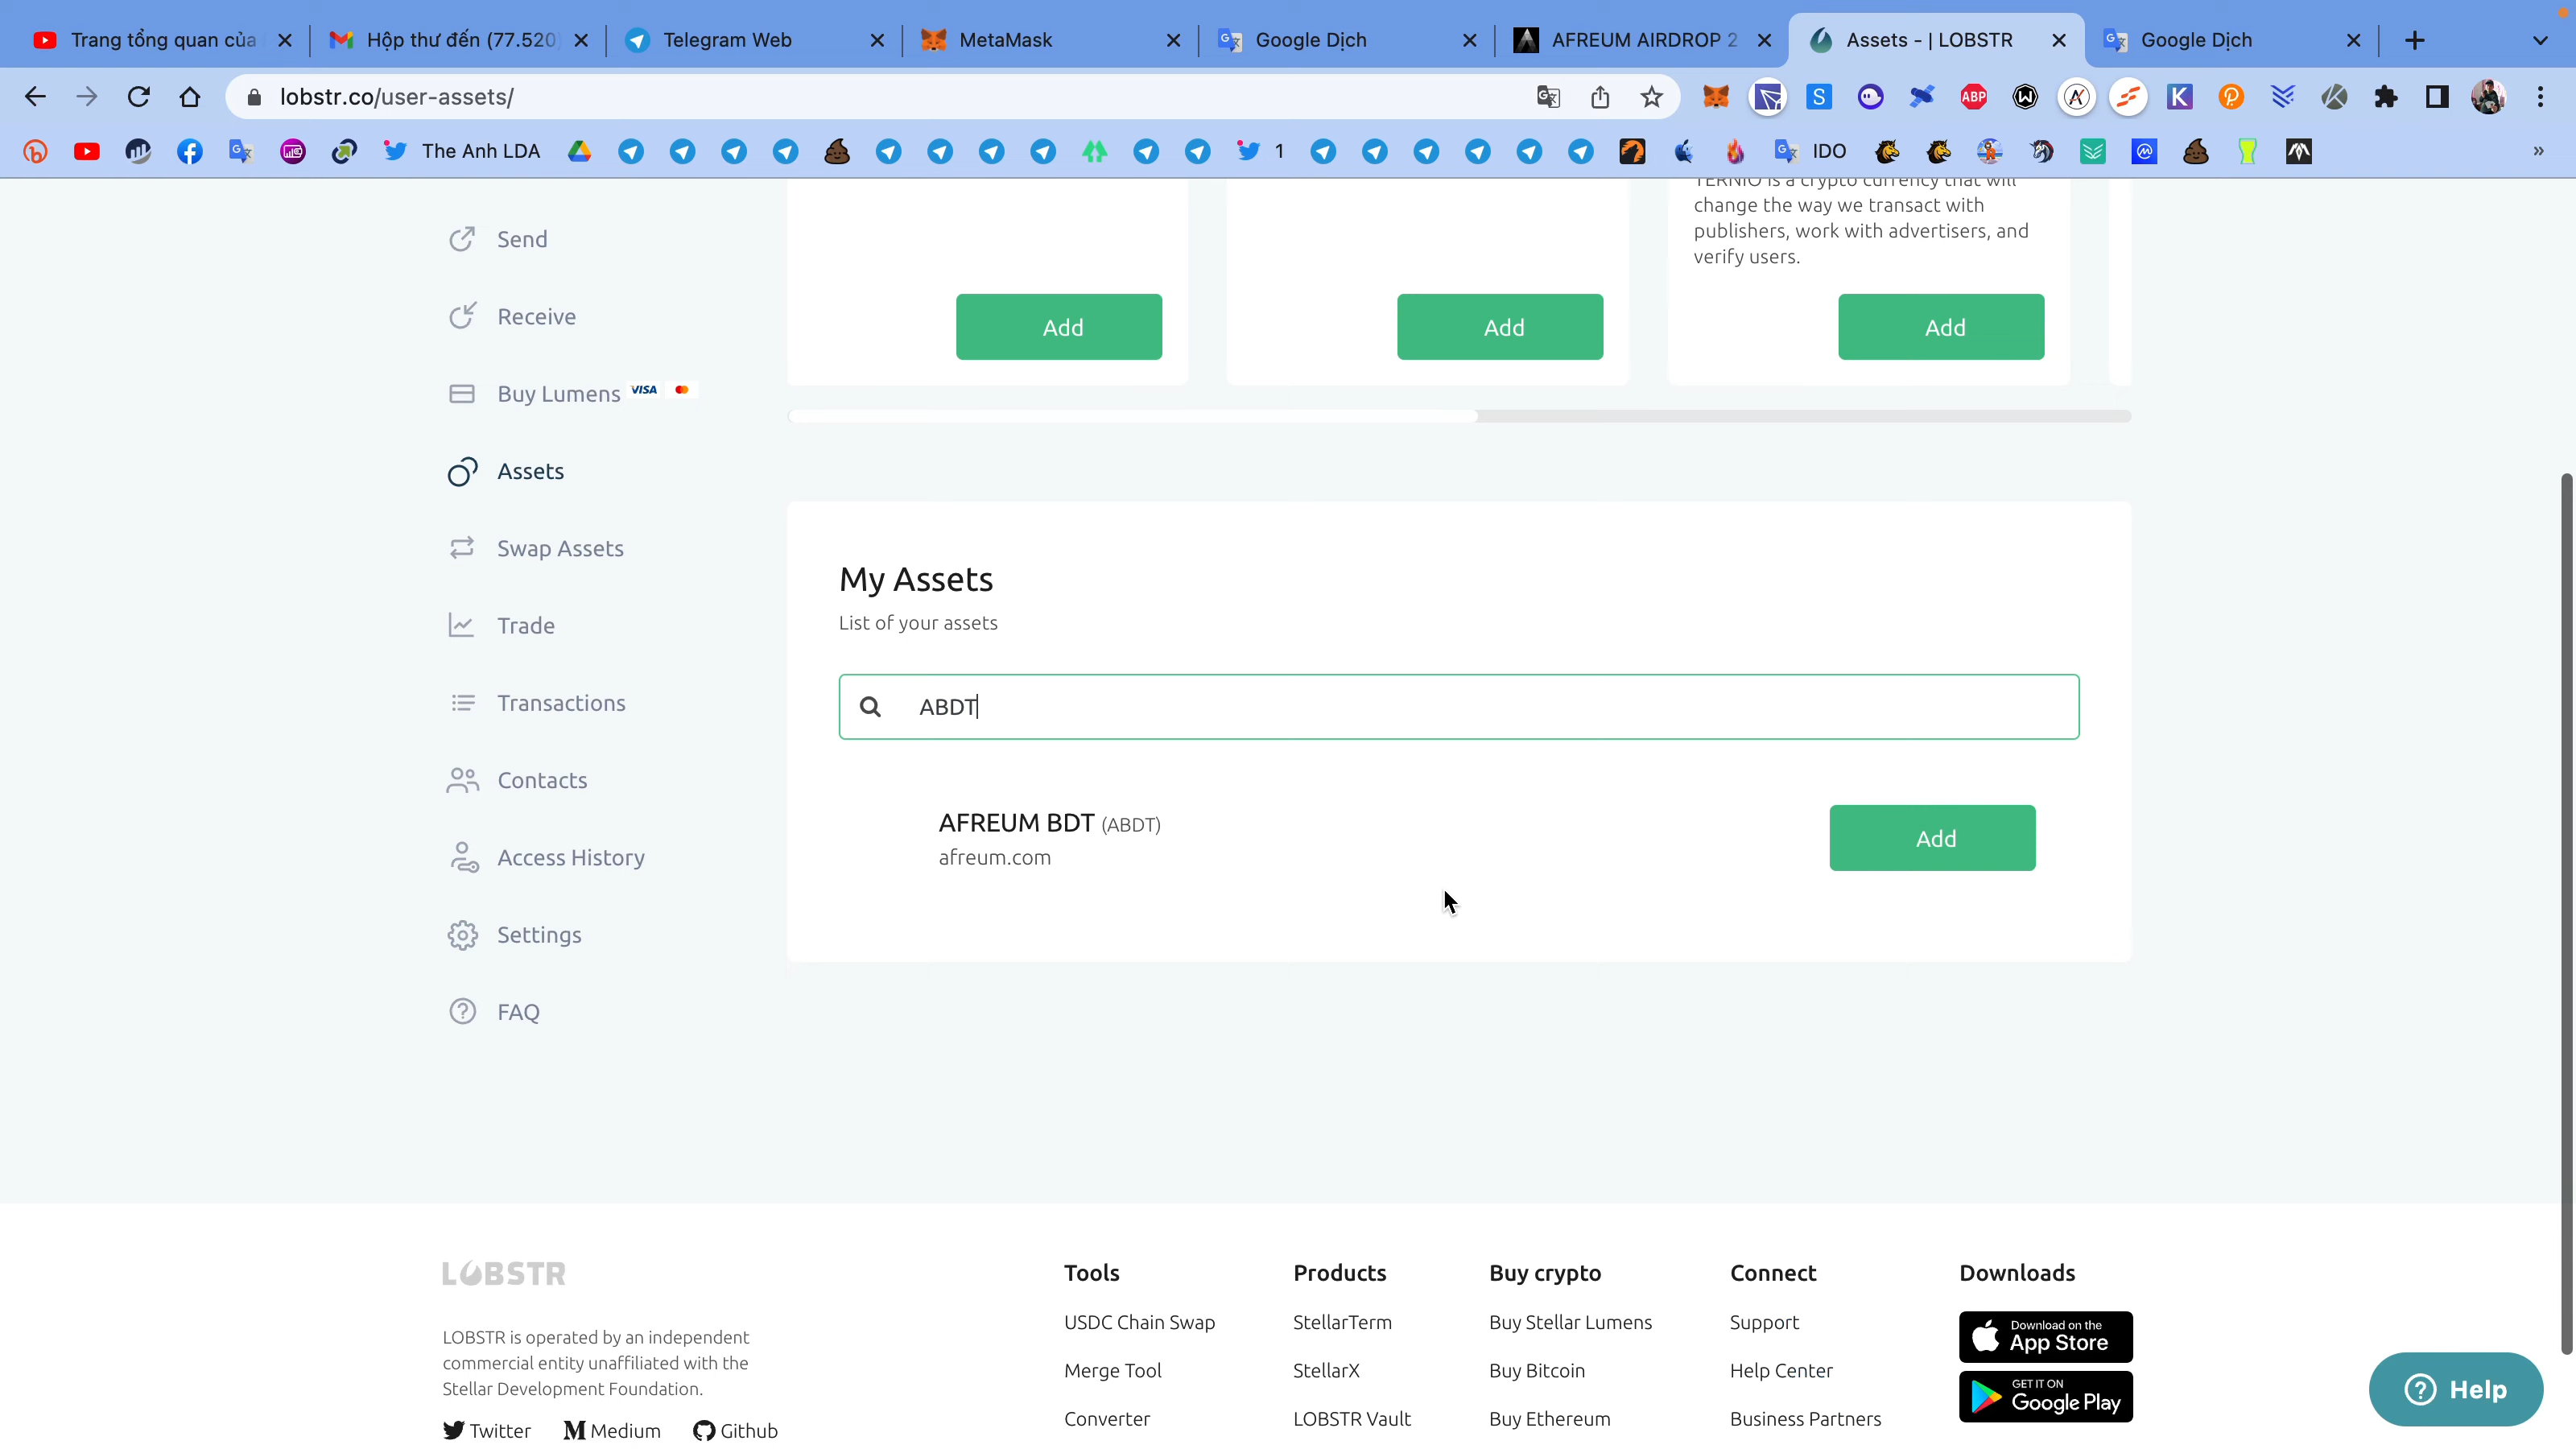 Trang tổng quan của
Hộp thư đến (77.520)
Telegram Web
MetaMask
Google Dịch
AFREUM AIRDROP 2
Assets - | LOBSTR
Google Dịch
lobstr.co/user-assets/
The Anh LDA
1
IDO
TERNIO is a crypto currency that will
change the way we transact with
publishers, work with advertisers, and
verify users.
Add
Add
Add
Send
Receive
Buy Lumens VISA
Assets
Swap Assets
Trade
Transactions
Contacts
Access History
Settings
FAQ
My Assets
List of your assets
ABDT
AFREUM BDT (ABDT)
afreum.com
Add
LOBSTR
LOBSTR is operated by an independent
commercial entity unaffiliated with the
Stellar Development Foundation.
Twitter
Medium
Github
Tools
USDC Chain Swap
Merge Tool
Converter
Products
StellarTerm
StellarX
LOBSTR Vault
Buy crypto
Buy Stellar Lumens
Buy Bitcoin
Buy Ethereum
Connect
Support
Help Center
Business Partners
Downloads
Download on the
App Store
GET IT ON
Google Play
Help